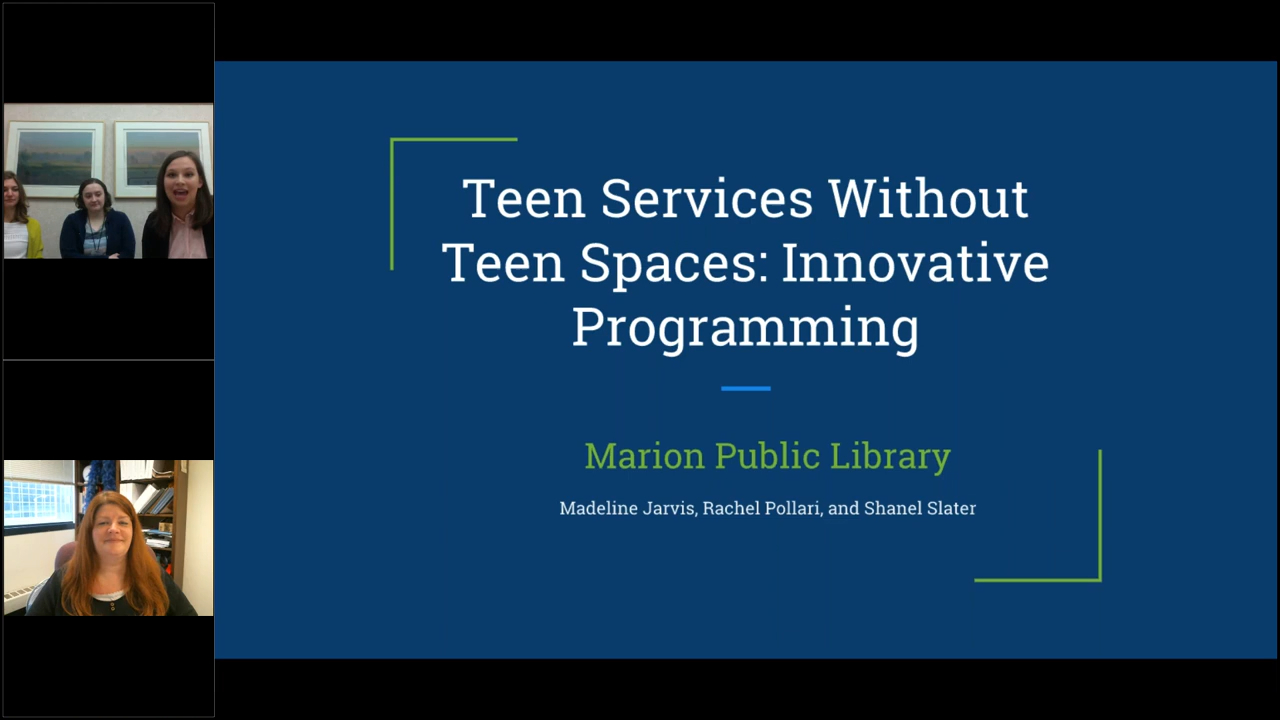 Teen Services Without
Teen Spaces: Innovative
Programming
Marion Public Library
Madeline Jarvis, Rachel Pollari, and Shanel Slater